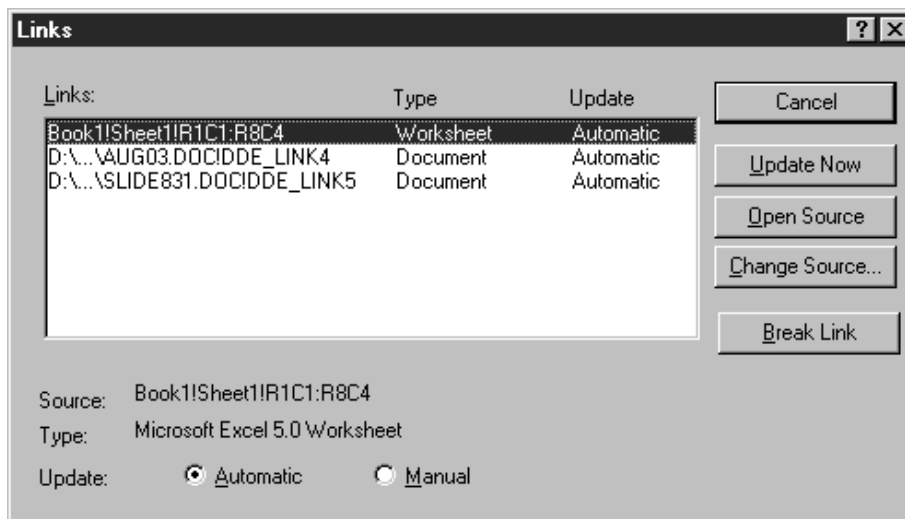 Links
Links: Type Update
Book1!Sheet1!R1C1:R8C4 Worksheet Automatic
D:\...\AUG03.DOC!DDE_LINK4 Document Automatic
D:\...\SLIDE831.DOC!DDE_LINK5 Document Automatic
Cancel
Update Now
Open Source
Change Source...
Break Link
Source: Book1!Sheet1!R1C1:R8C4
Type: Microsoft Excel 5.0 Worksheet
Update: Automatic Manual